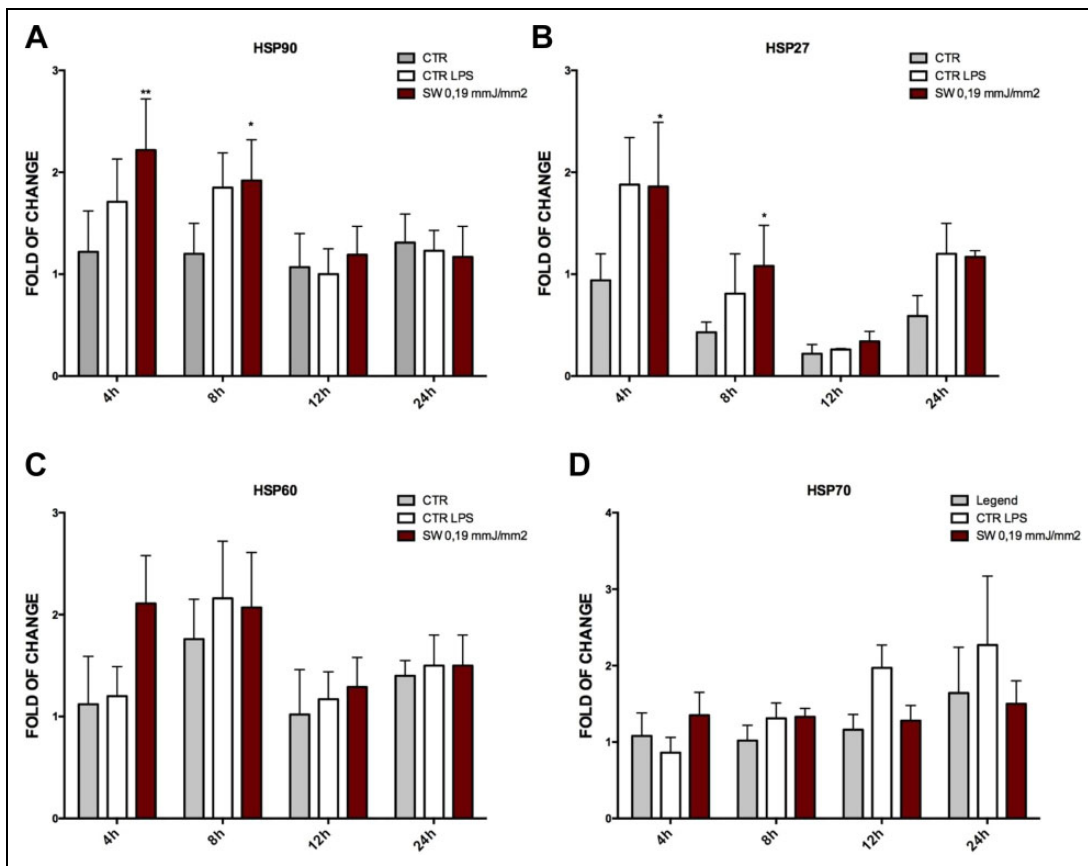 A
HSP90
CTR
CTR LPS
SW 0,19 mmJ/mm2
FOLD OF CHANGE
3
2
1
0
**
*
4h
8h
12h
24h
B
HSP27
CTR
CTR LPS
SW 0,19 mmJ/mm2
FOLD OF CHANGE
3
2
1
0
*
*
4h
8h
12h
24h
C
HSP60
CTR
CTR LPS
SW 0,19 mmJ/mm2
FOLD OF CHANGE
3
2
1
0
4h
8h
12h
24h
D
HSP70
Legend
CTR LPS
SW 0,19 mmJ/mm2
FOLD OF CHANGE
4
3
2
1
0
4h
8h
12h
24h